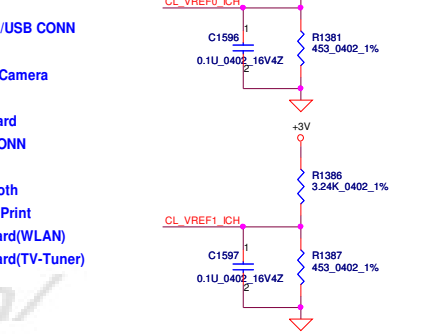 CL_VREF0_ICH
/USB CONN
1
C1596
R1381
453_0402_1%
Camera
0.1U_0402_16V4Z
2
ard
+3V
ONN
R1386
3.24K_0402_1%
oth
Print
CL_VREF1_ICH
ard(WLAN)
1
C1597
R1387
ard(TV-Tuner)
453_0402_1%
0.1U_0402_16V4Z
2